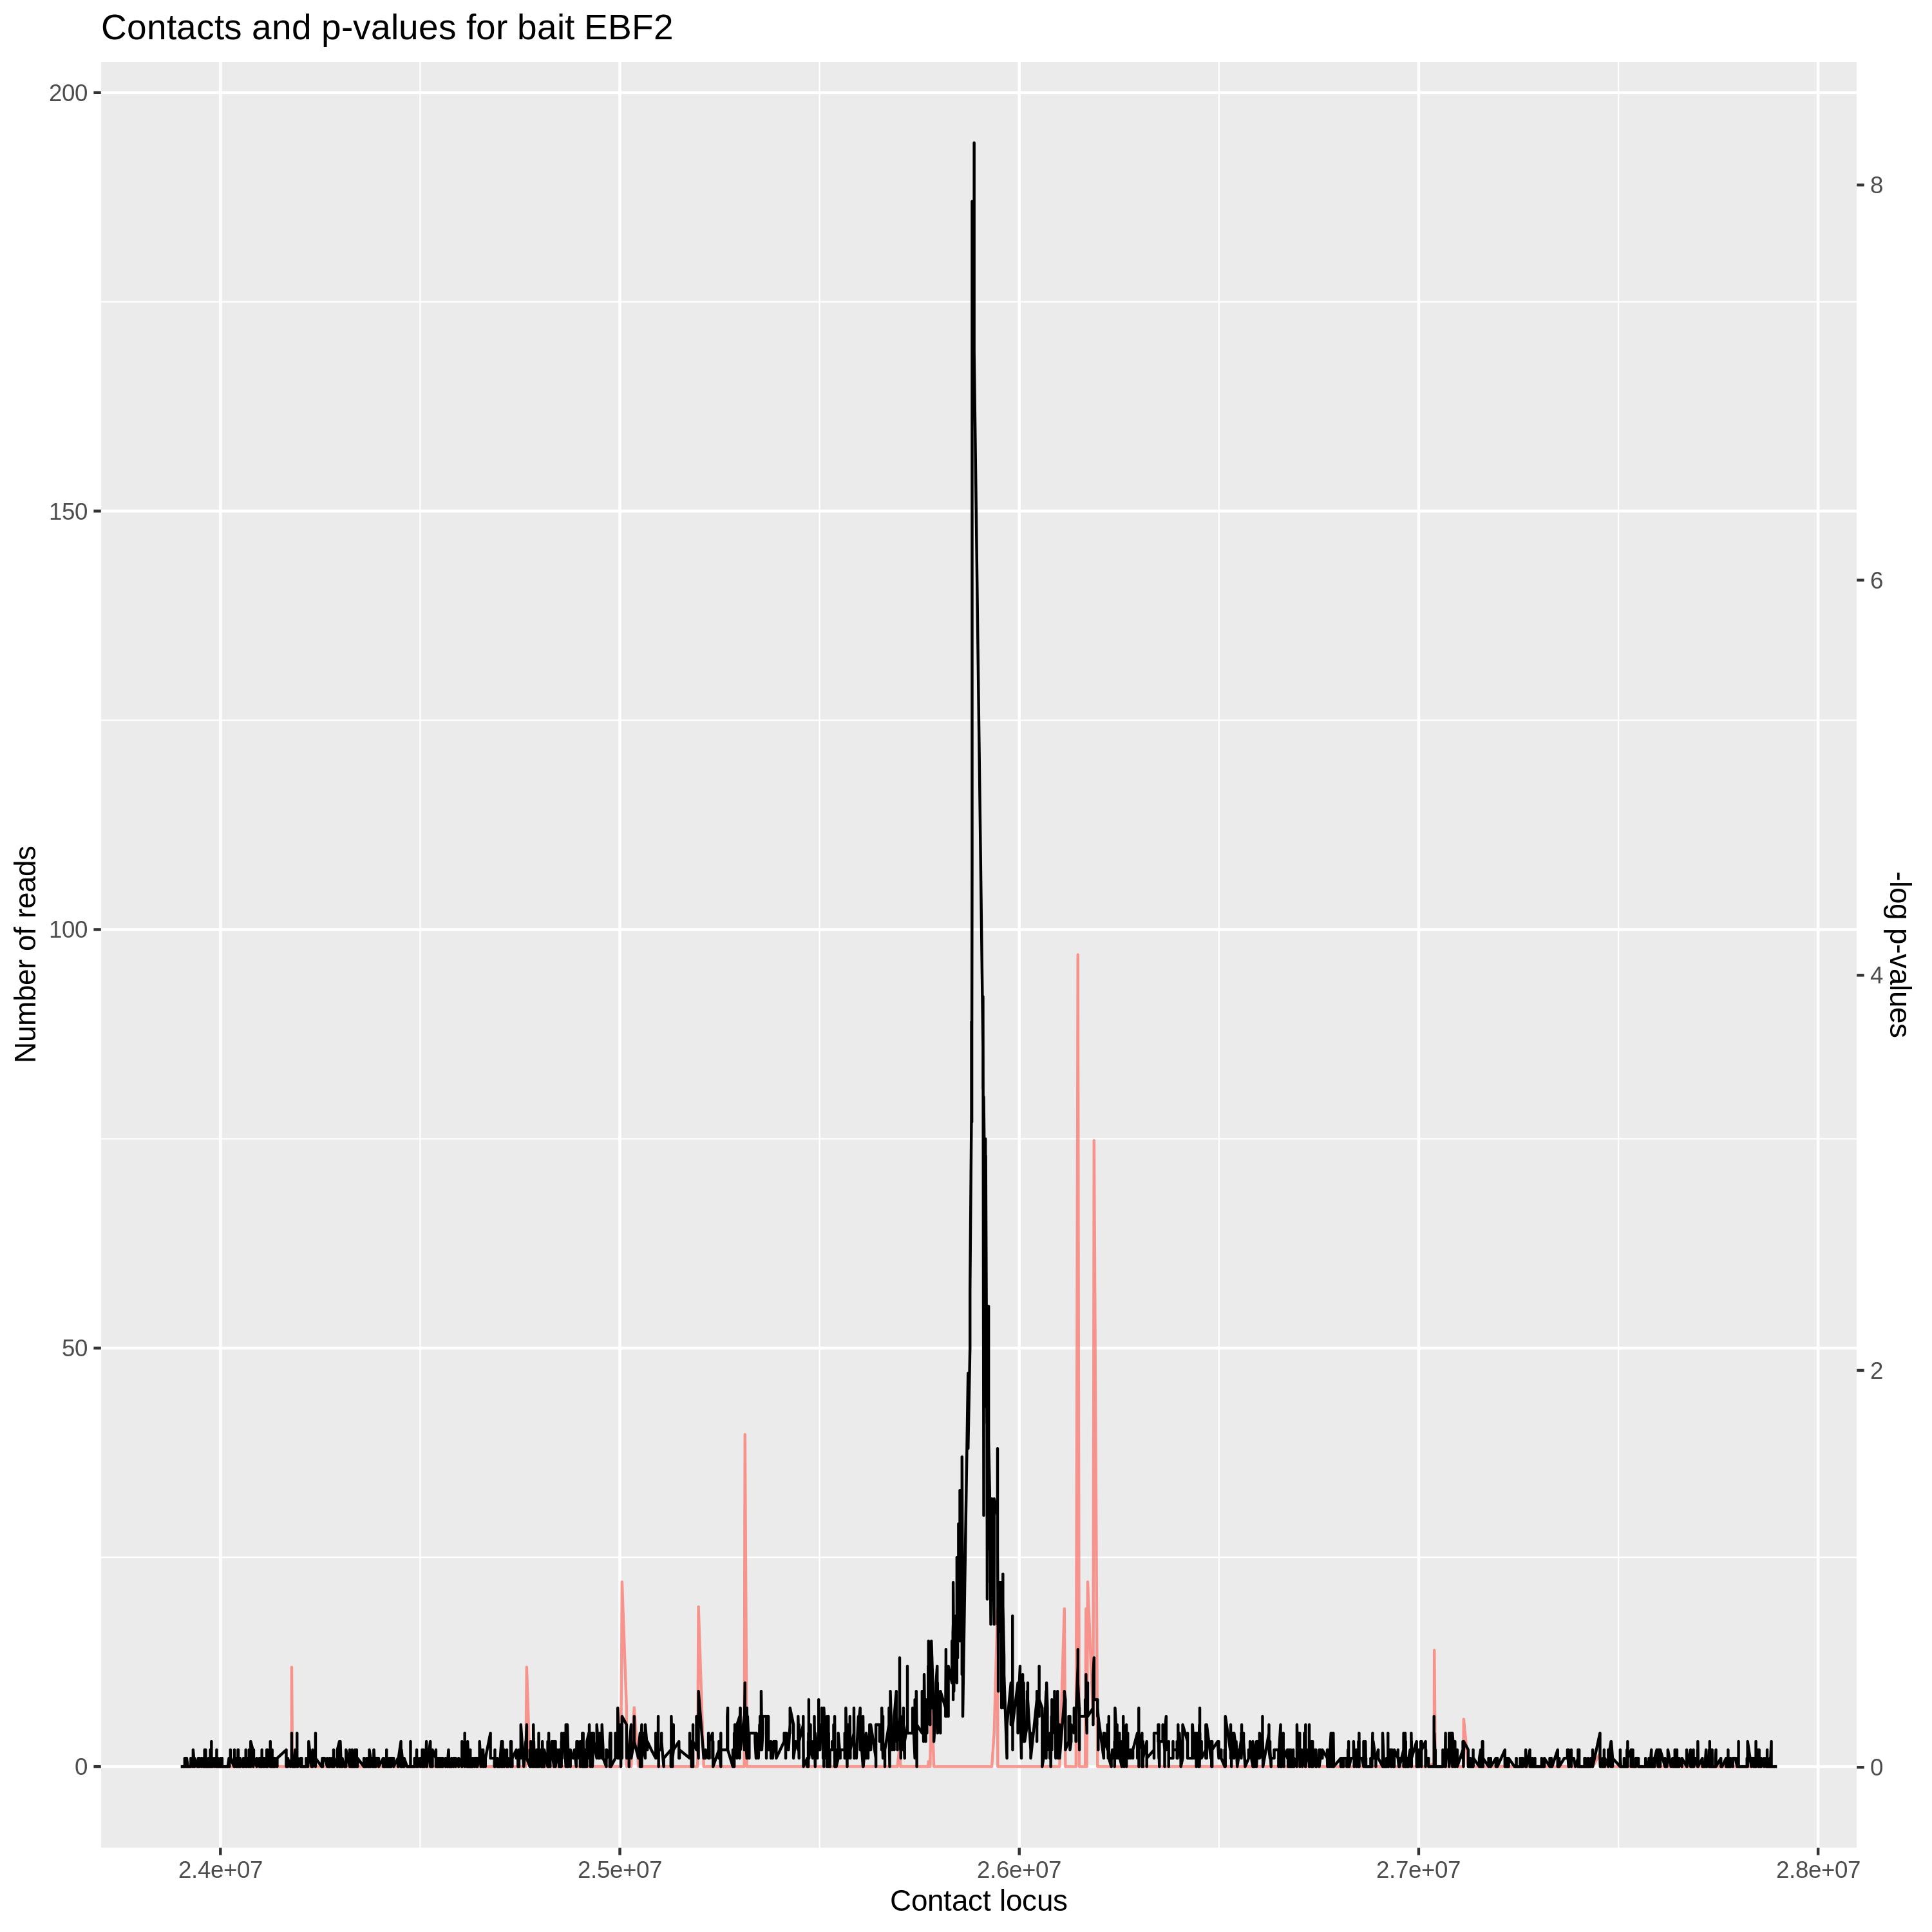 Contacts and p-values for bait EBF2
200
150
100
50
0
Number of reads
8
6
4
2
0
-log p-values
2.4e+07
2.5e+07
2.6e+07
2.7e+07
2.8e+07
Contact locus